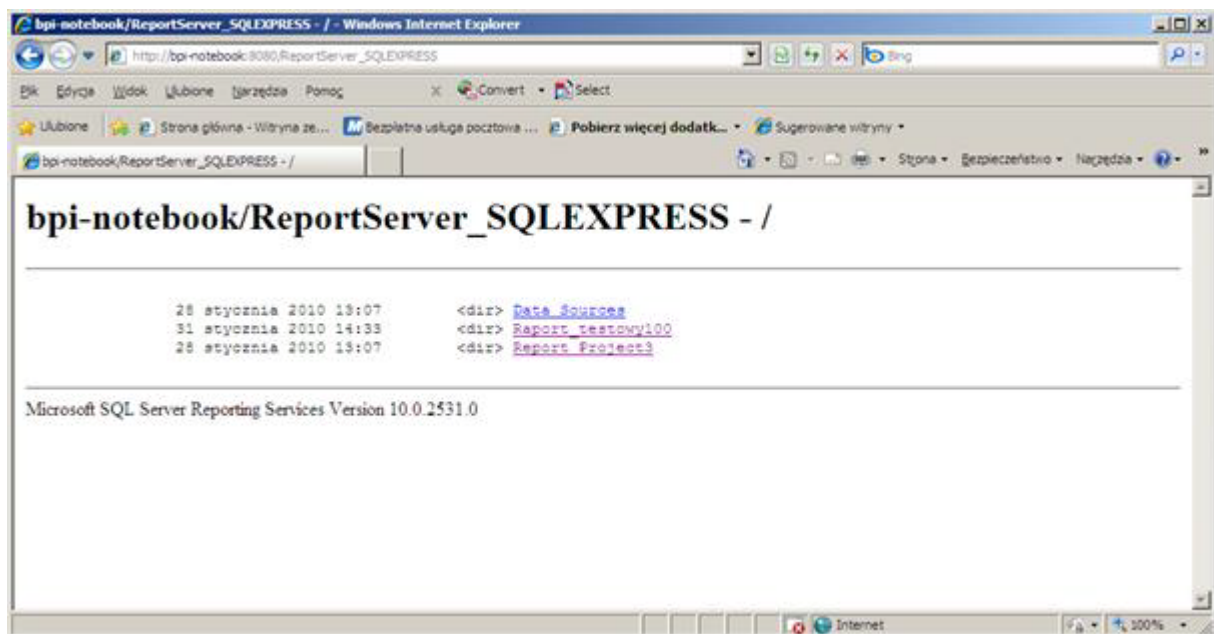 bpi-notebook/ReportServer_SQLEXPRESS - / - Windows Internet Explorer
http://bpi-notebook:8080/ReportServer_SQLEXPRESS
Bing
Plik Edycja Widok Ulubione Narzędzia Pomoc x Convert Select
Ulubione Strona główna - Witryna ze... Bezpłatna usługa pocztowa ... Pobierz więcej dodatk... Sugerowane witryny
bpi-notebook/ReportServer_SQLEXPRESS - / Strona Bezpieczeństwo Narzędzia »
bpi-notebook/ReportServer_SQLEXPRESS - /
28 stycznia 2010 13:07 <dir> Data Sources
31 stycznia 2010 14:33 <dir> Raport_testowy100
28 stycznia 2010 13:07 <dir> Report Project3
Microsoft SQL Server Reporting Services Version 10.0.2531.0
Internet 100%